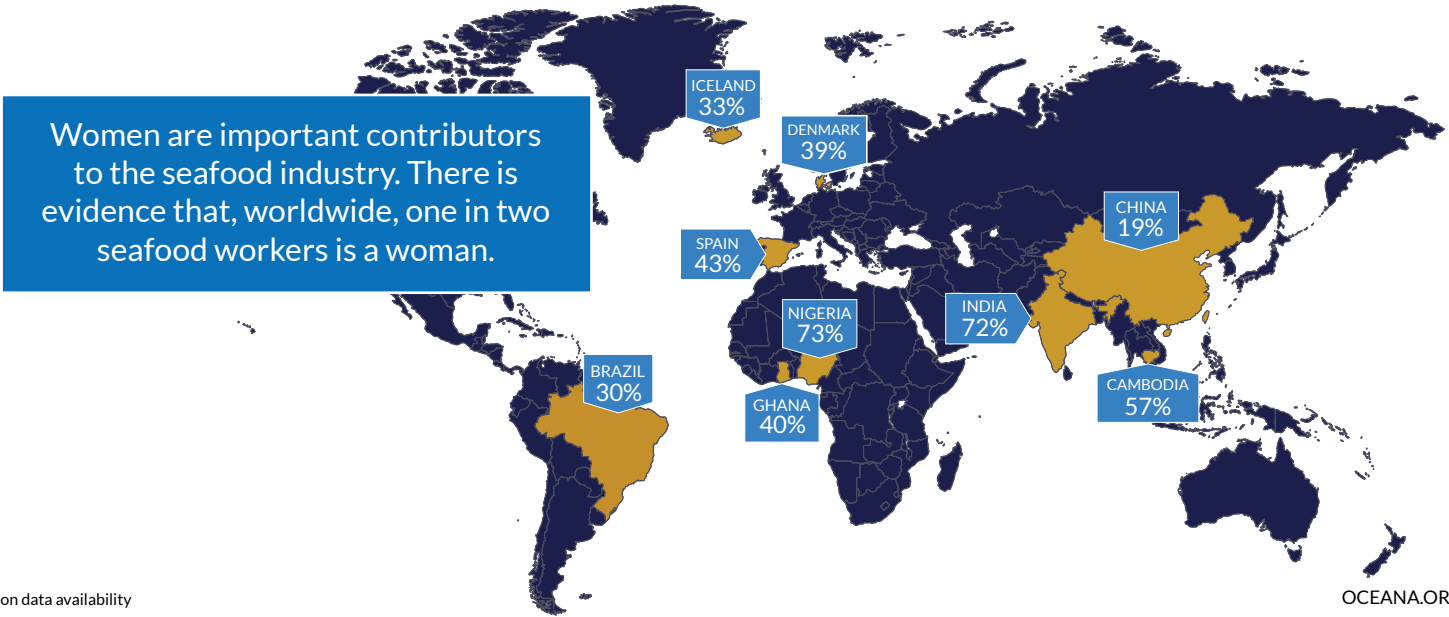 Women are important contributors
to the seafood industry. There is
evidence that, worldwide, one in two
seafood workers is a woman.
ICELAND
33%
DENMARK
39%
SPAIN
43%
CHINA
19%
INDIA
72%
NIGERIA
73%
BRAZIL
30%
GHANA
40%
CAMBODIA
57%
on data availability
OCEANA.OR